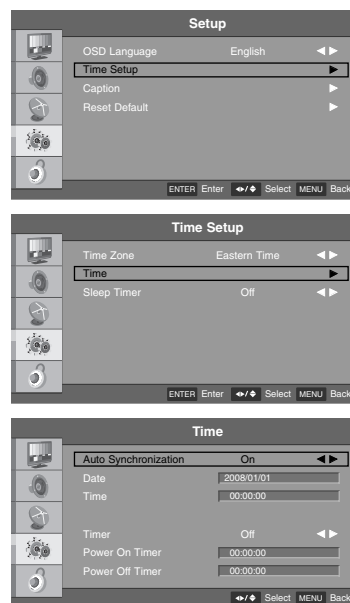 Setup
OSD Language English
Time Setup
Caption
Reset Default
ENTER Enter Select MENU Back
Time Setup
Time Zone Eastern Time
Time
Sleep Timer Off
ENTER Enter Select MENU Back
Time
Auto Synchronization On
Date 2008/01/01
Time 00:00:00
Timer Off
Power On Timer 00:00:00
Power Off Timer 00:00:00
Select MENU Back